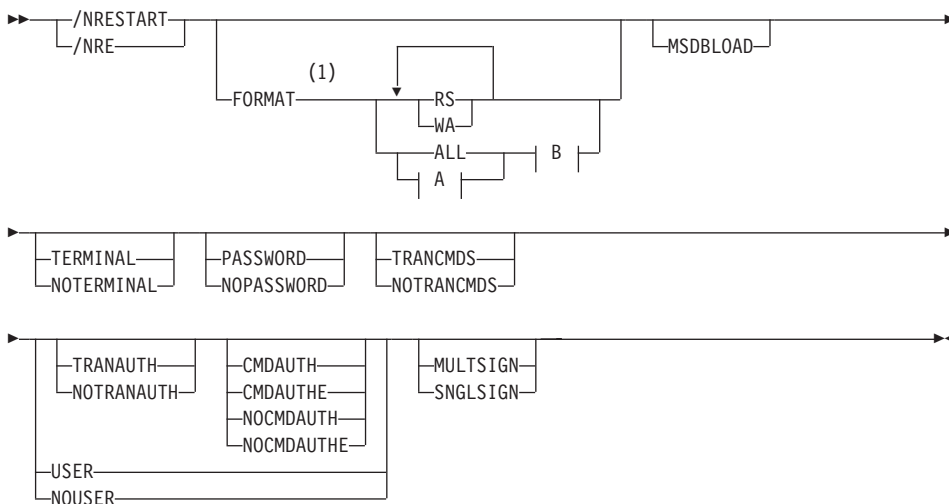 /NRESTART
/NRE
MSDBLOAD
(1)
FORMAT
RS
WA
ALL
B
A
TERMINAL
NOTERMINAL
PASSWORD
NOPASSWORD
TRANCMDS
NOTRANCMDS
TRANAUTH
NOTRANAUTH
CMDAUTH
CMDAUTHE
NOCMDAUTH
NOCMDAUTHE
MULTSIGN
SNGLSIGN
USER
NOUSER